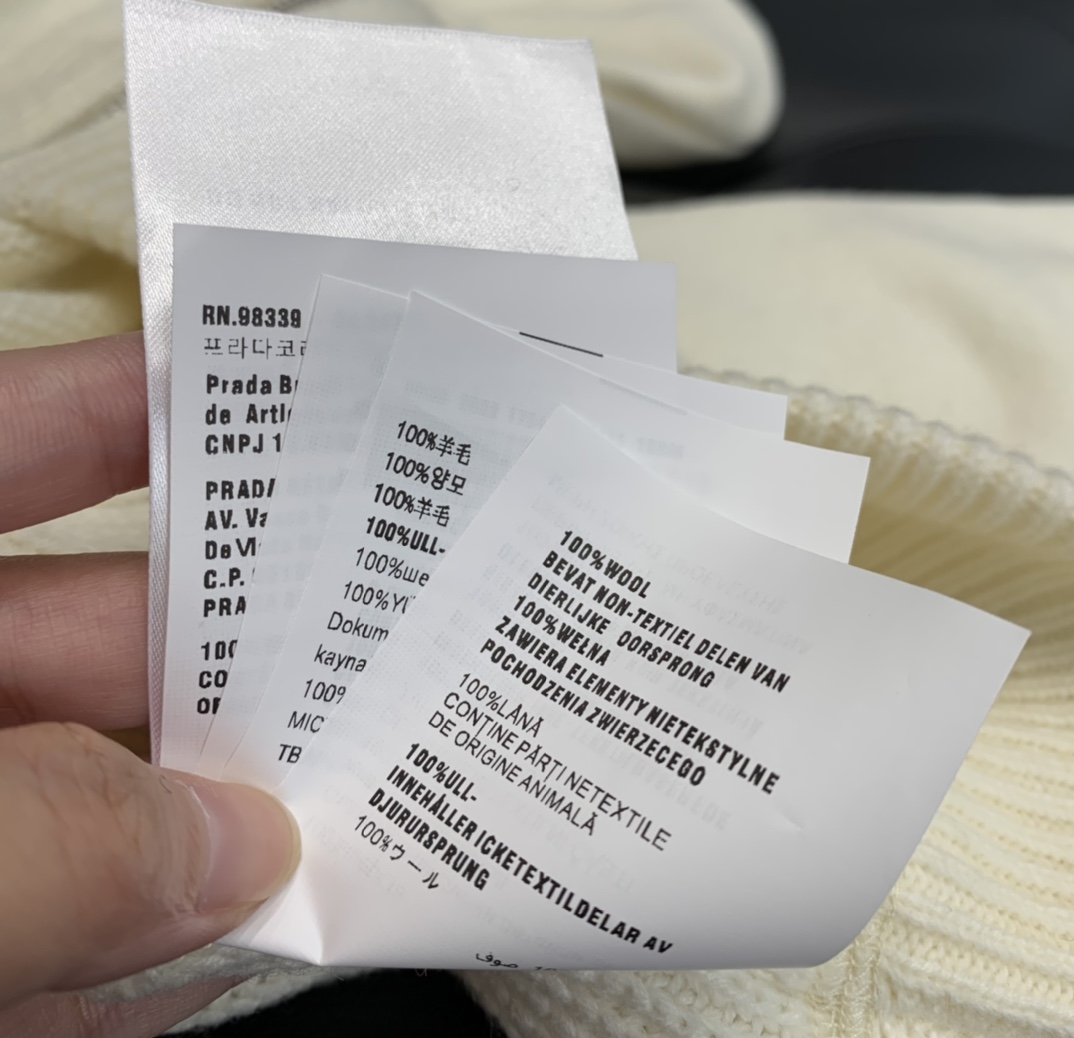 RN.98339
프라다코
Prada B
de Artl
CNPJ 1
PRADA
AV. Va
De Vi
C.P.
PRA
100
CO
OF
100%羊毛
100%양모
100%羊毛
100%ULL-
100%ше
100%YÜ
Dokum
kayna
100%
MIC
TB
100%WOOL
BEVAT NON-TEXTIEL DELEN VAN
DIERLIJKE OORSPRONG
100%WEŁNA
ZAWIERA ELEMENTY NIETEKSTYLNE
POCHODZENIA ZWIERZECEGO
100%LÂNĂ
CONȚINE PĂRȚI NETEXTILE
DE ORIGINE ANIMALĂ
100%ULL-
INNEHÅLLER ICKETEXTILDELAR AV
DJURURSPRUNG
100%ウール
صوف